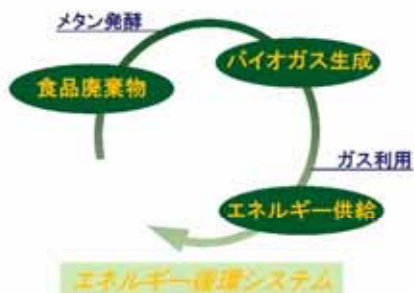 メタン発酵
バイオガス生成
食品廃棄物
ガス利用
エネルギー供給
エネルギー循環システム